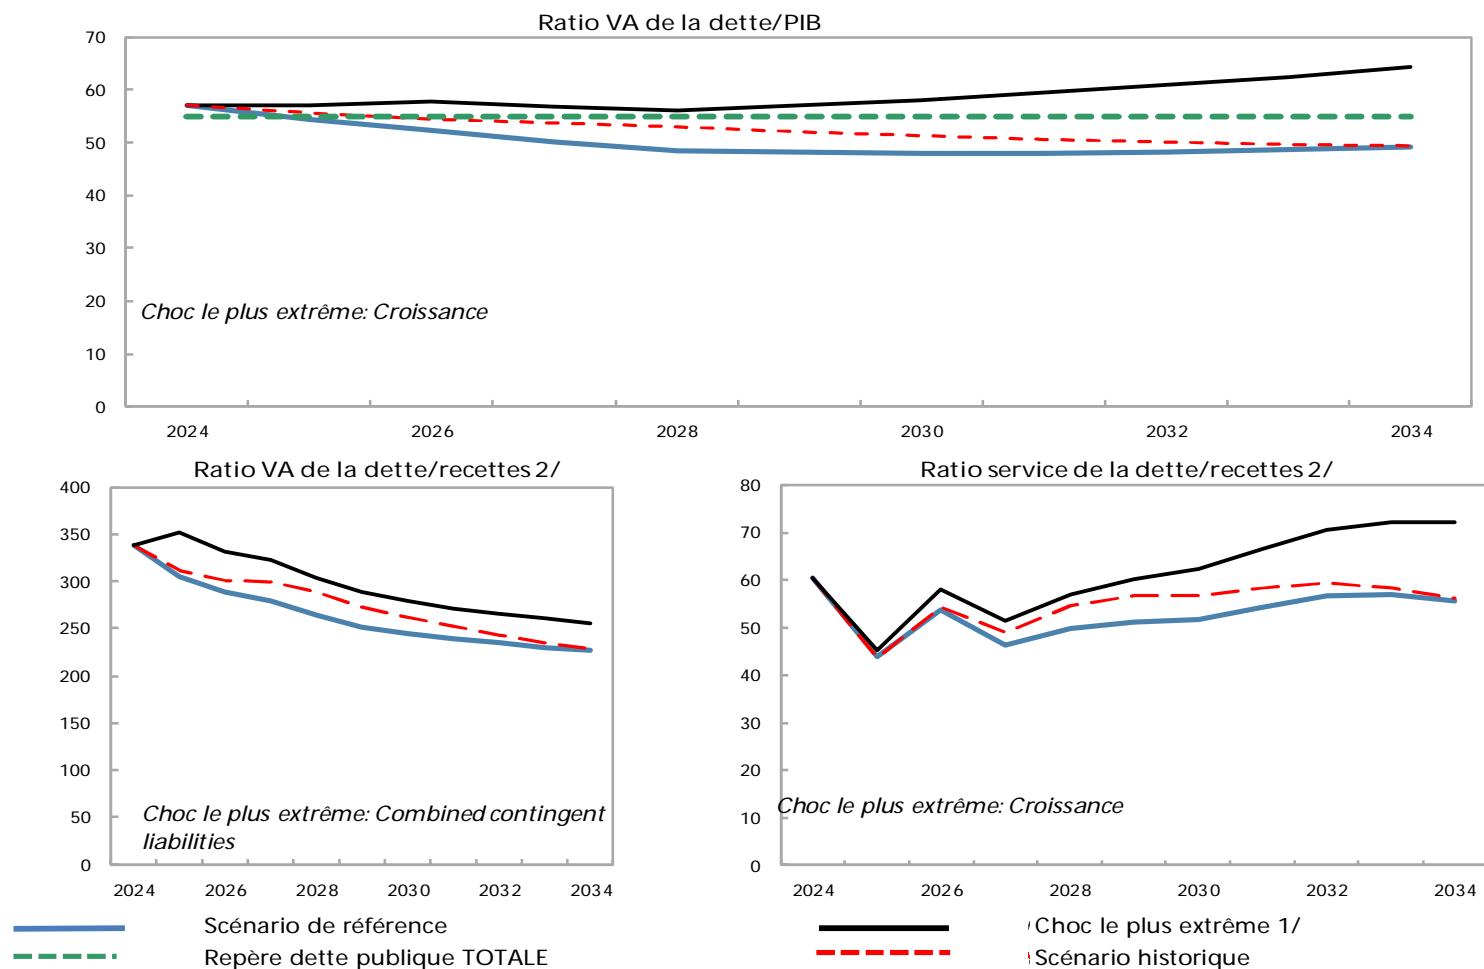 Ratio VA de la dette/PIB
70
60
50
40
30
20
10
0
Choc le plus extrême: Croissance
2024 2026 2028 2030 2032 2034
Ratio VA de la dette/recettes 2/
400
350
300
250
200
150
100
50
0
Choc le plus extrême: Combined contingent
liabilities
2024 2026 2028 2030 2032 2034
Ratio service de la dette/recettes 2/
80
70
60
50
40
30
20
10
0
Choc le plus extrême: Croissance
2024 2026 2028 2030 2032 2034
Scénario de référence
Choc le plus extrême 1/
Repère dette publique TOTALE
Scénario historique